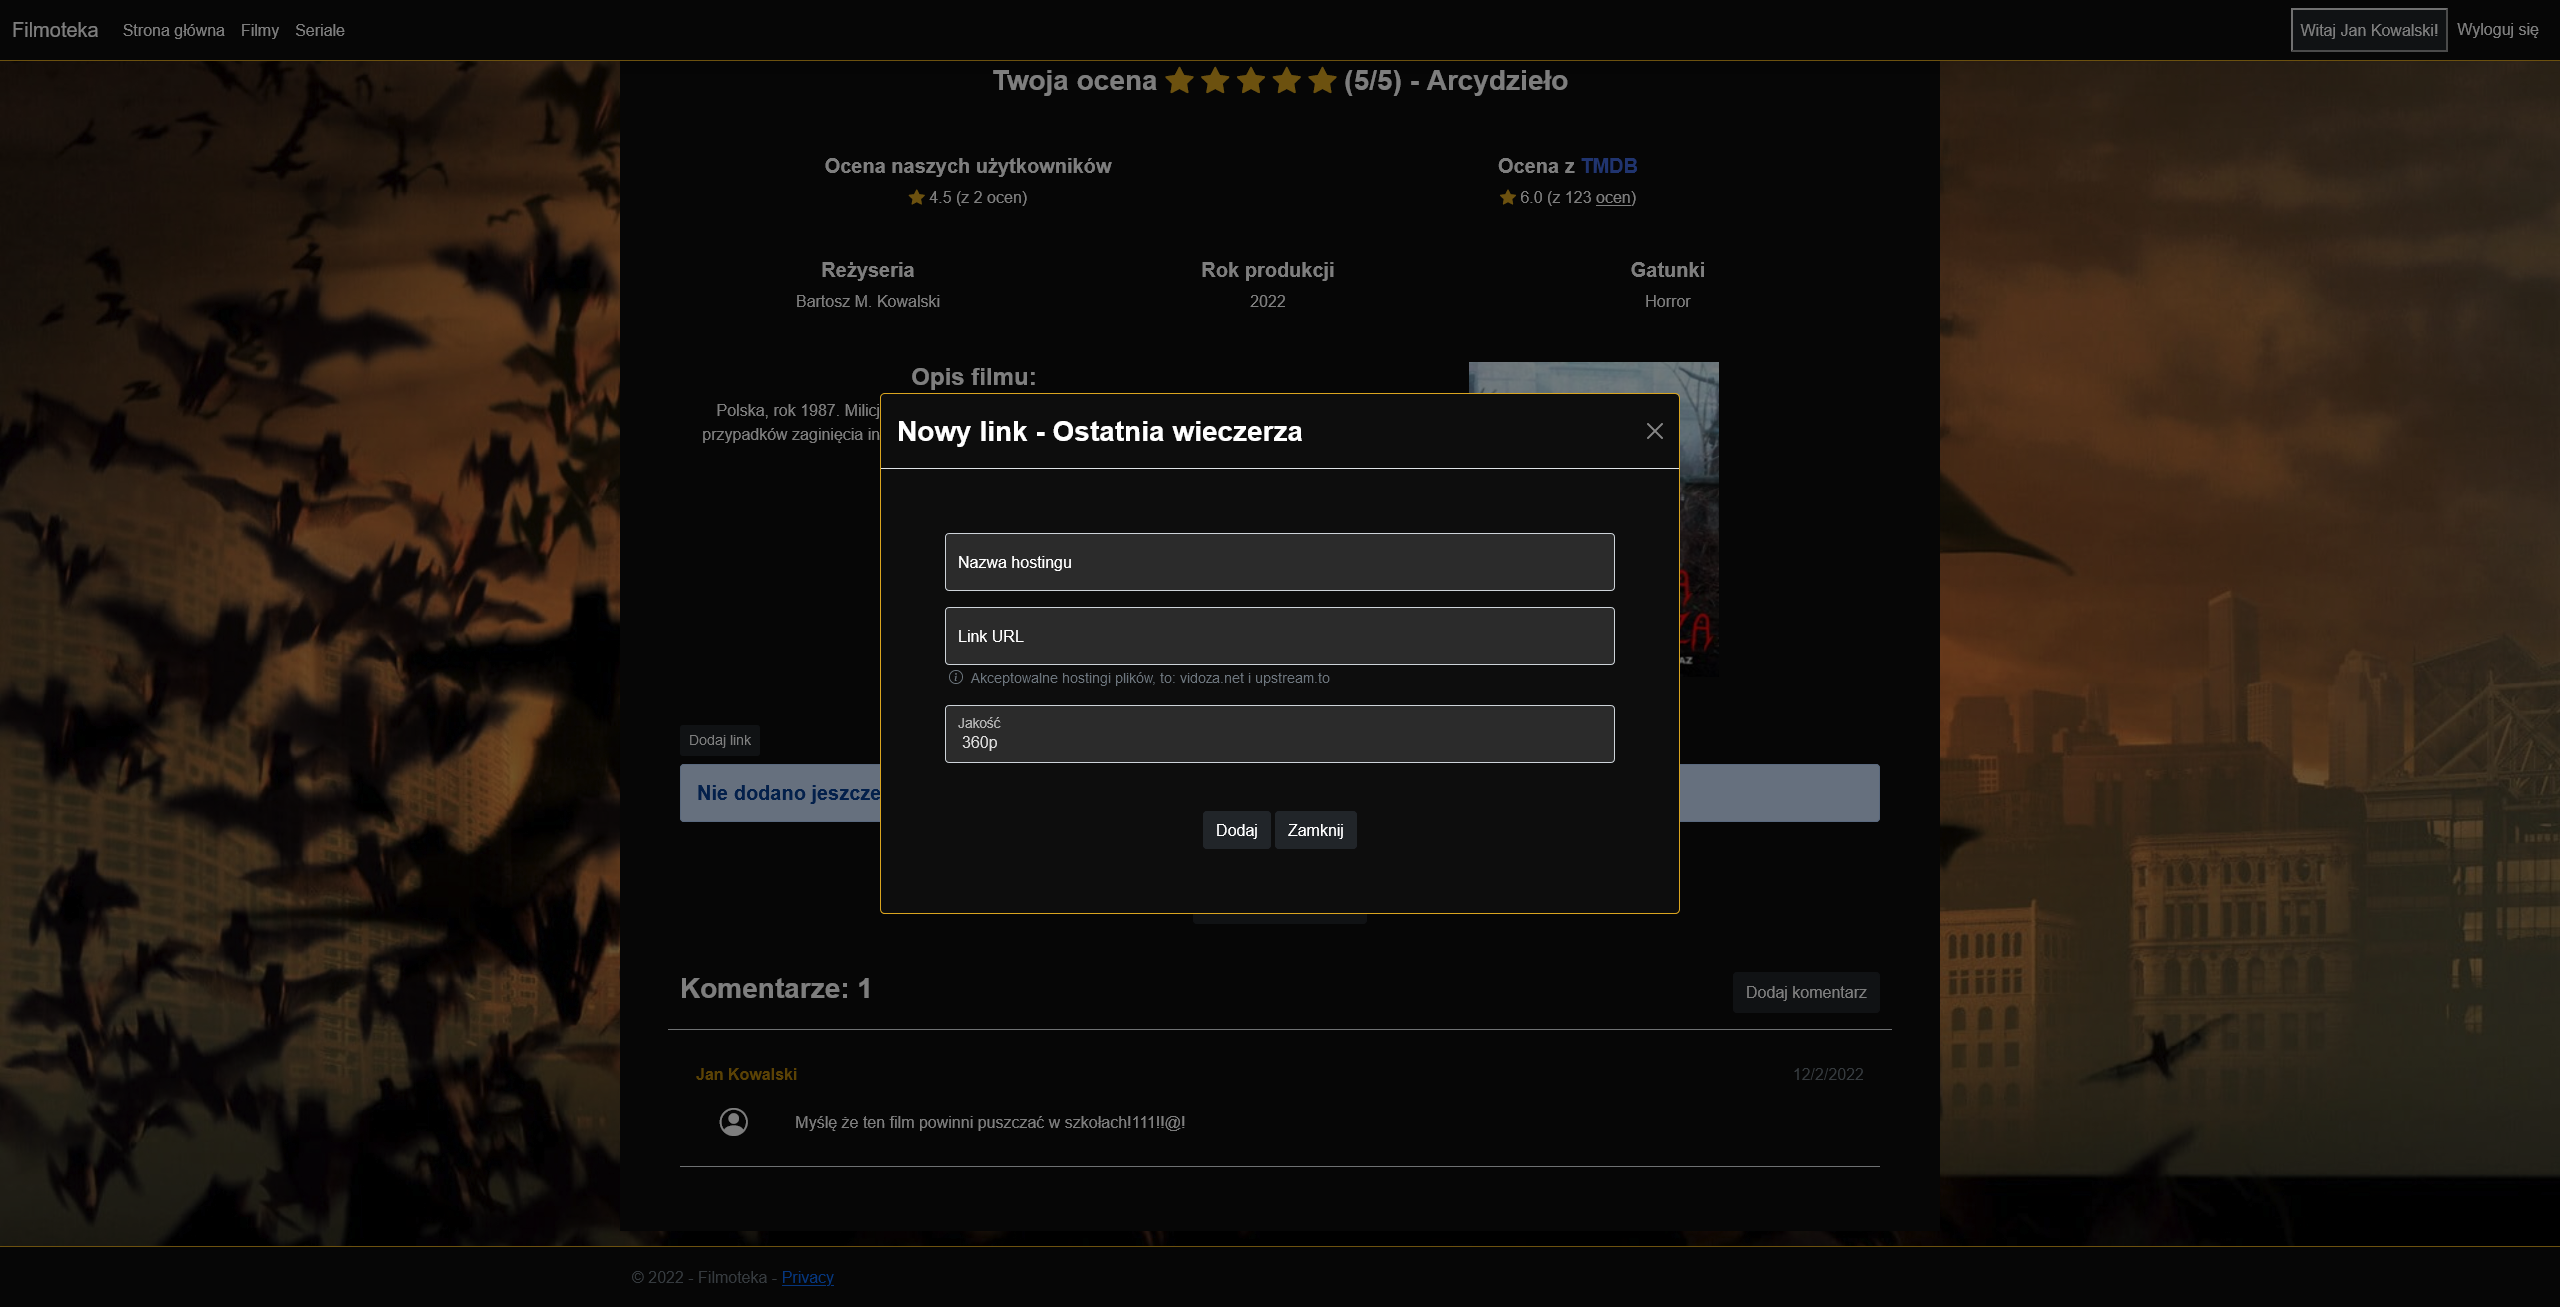 Filmoteka Strona główna Filmy Seriale Witaj Jan Kowalski! Wyloguj się
Twoja ocena (5/5) - Arcydzieło
Ocena naszych użytkowników Ocena z TMDB
4.5 (z 2 ocen) 6.0 (z 123 ocen)
Reżyseria Rok produkcji Gatunki
Bartosz M. Kowalski 2022 Horror
Opis filmu:
Polska, rok 1987. Milicj
przypadków zaginięcia in
Nowy link - Ostatnia wieczerza
Nazwa hostingu
Link URL
Akceptowalne hostingi plików, to: vidoza.net i upstream.to
Jakość
360p
Dodaj link
Nie dodano jeszcze
Dodaj Zamknij
Komentarze: 1 Dodaj komentarz
Jan Kowalski 12/2/2022
Myślę że ten film powinni puszczać w szkołach!111!!@!
© 2022 - Filmoteka - Privacy